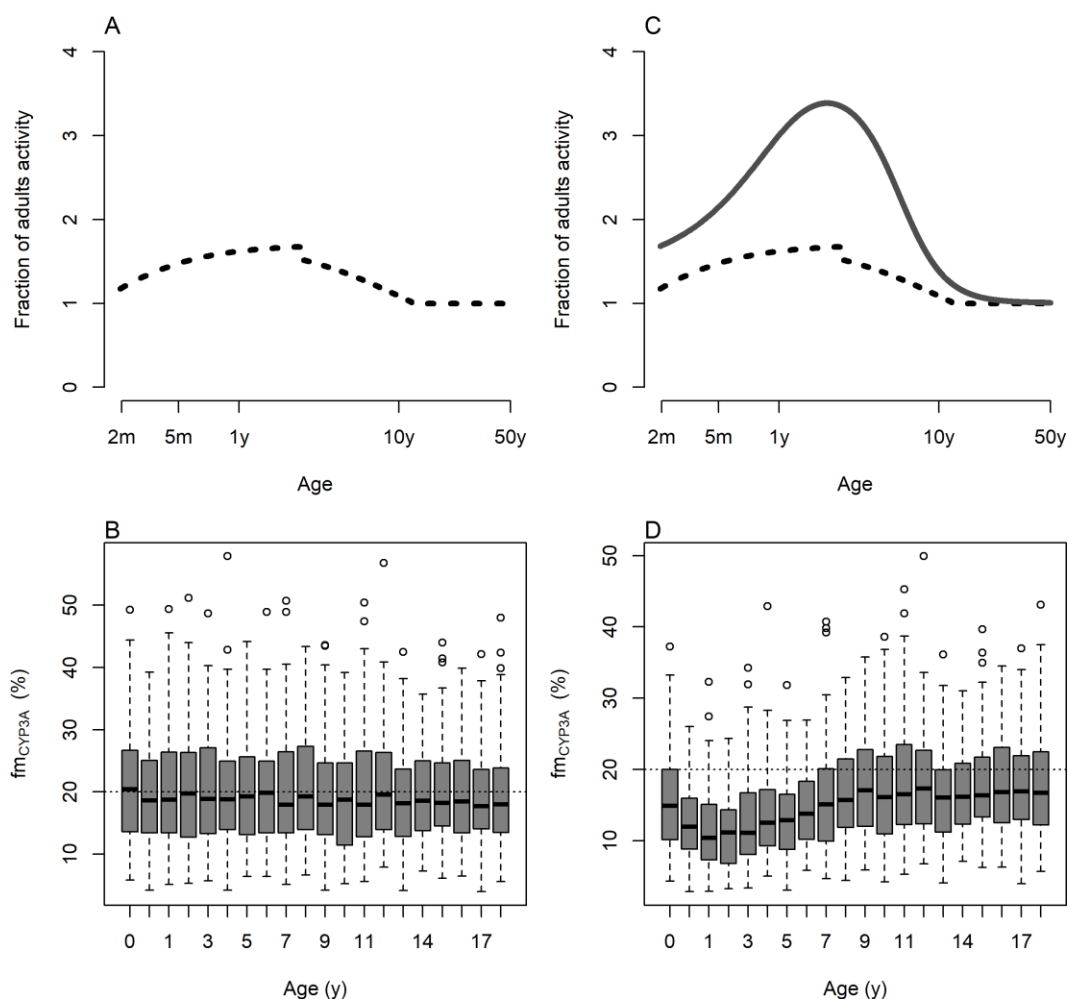 A
Fraction of adults activity
4
3
2
1
0
2m 5m 1y 10y 50y
Age
C
Fraction of adults activity
4
3
2
1
0
2m 5m 1y 10y 50y
Age
B
fmCYP3A (%)
50
40
30
20
10
0 1 3 5 7 9 11 14 17
Age (y)
D
fmCYP3A (%)
50
40
30
20
10
0 1 3 5 7 9 11 14 17
Age (y)